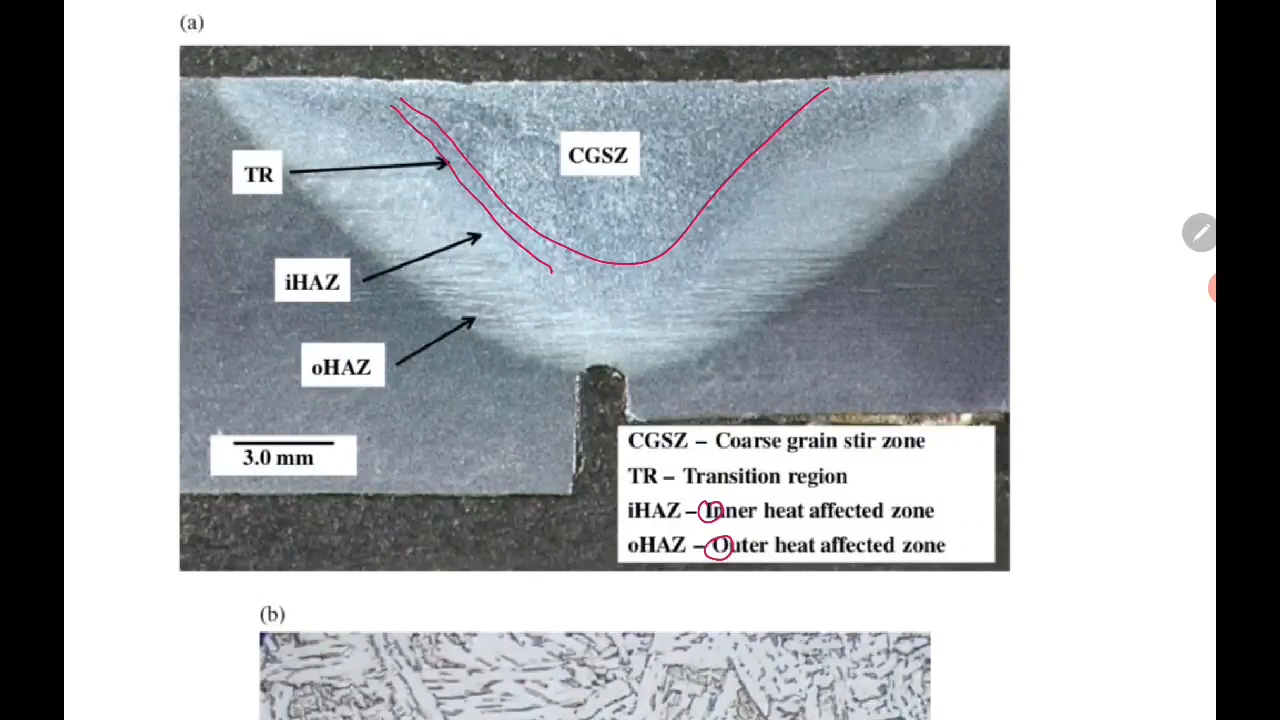 (a)
CGSZ
TR
iHAZ
oHAZ
3.0 mm
CGSZ – Coarse grain stir zone
TR – Transition region
iHAZ – Inner heat affected zone
oHAZ – Outer heat affected zone
(b)